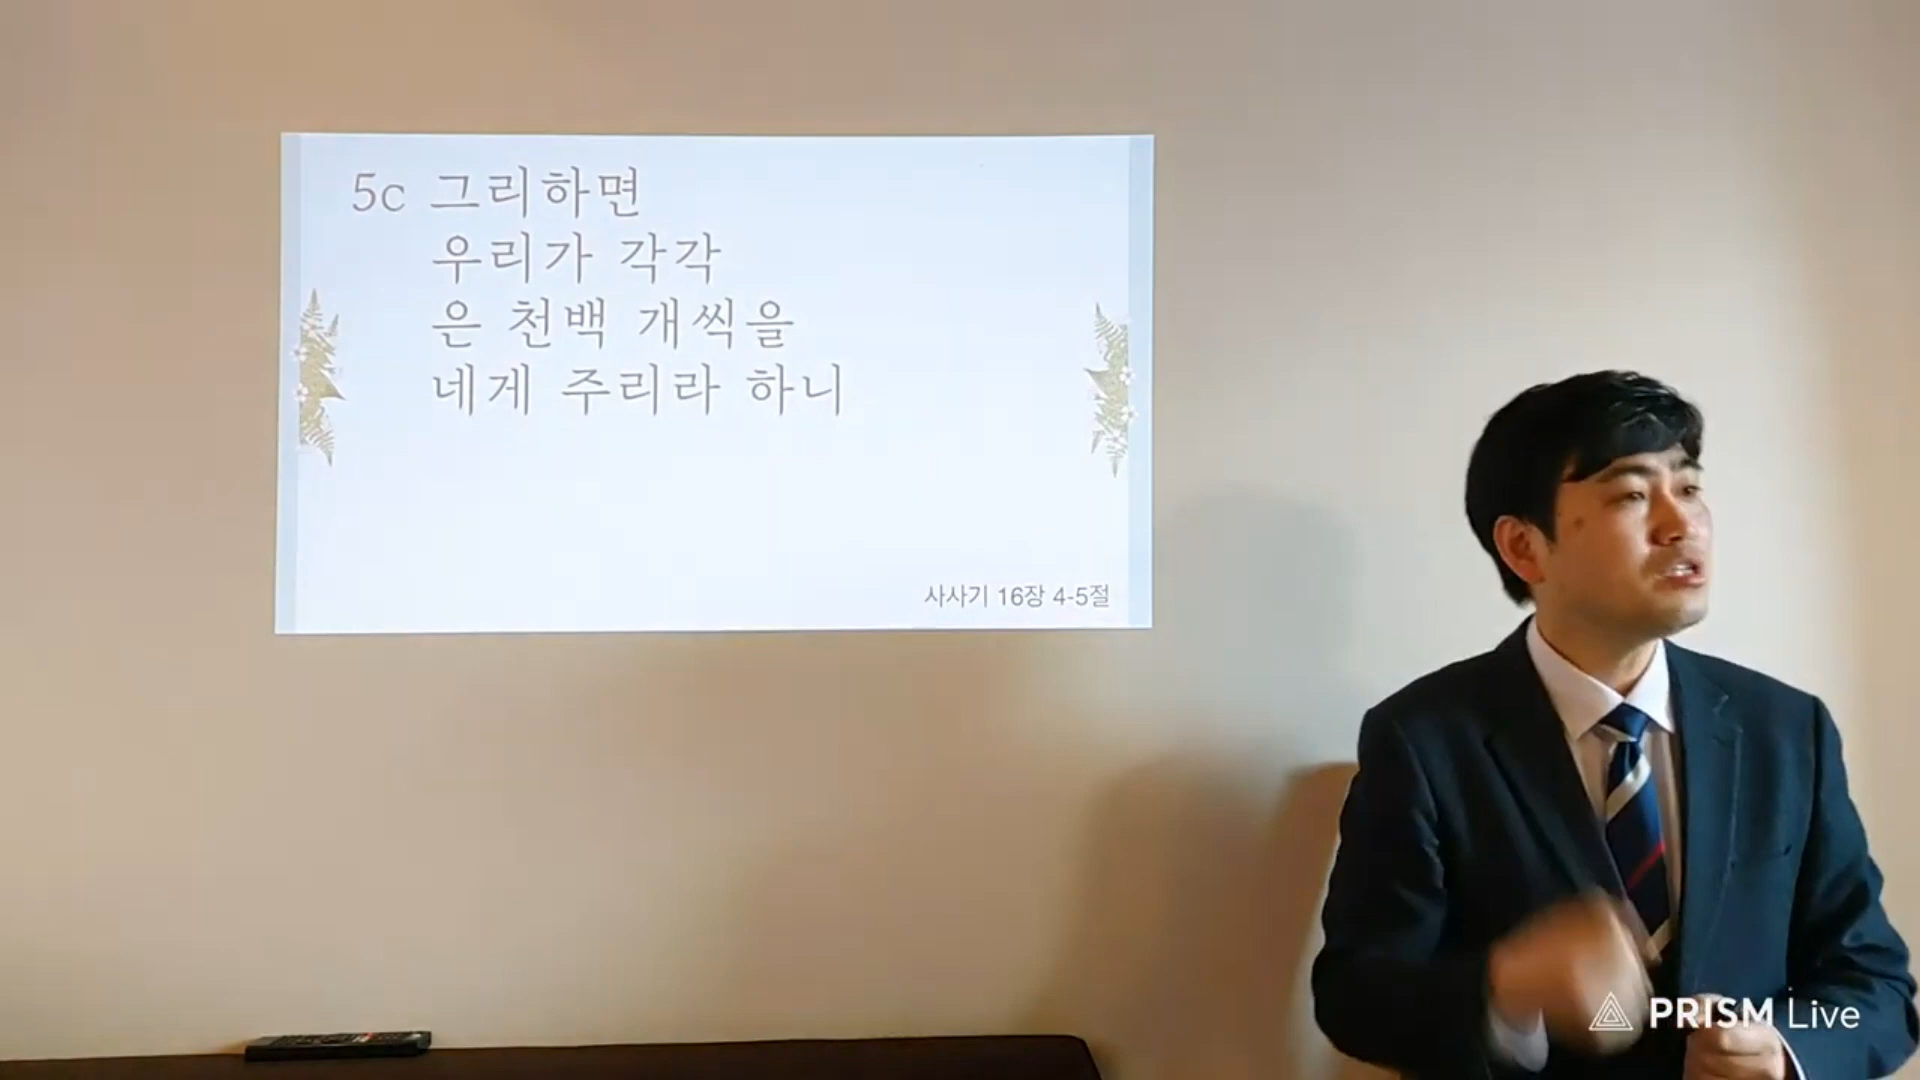 5c 그리하면
우리가 각각
은 천백 개씩을
네게 주리라 하니
사사기 16장 4-5절
PRISM Live